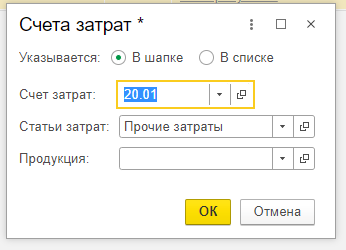 Счета затрат *
Указывается: В шапке В списке
Счет затрат: 20.01
Статьи затрат: Прочие затраты
Продукция:
ОК Отмена